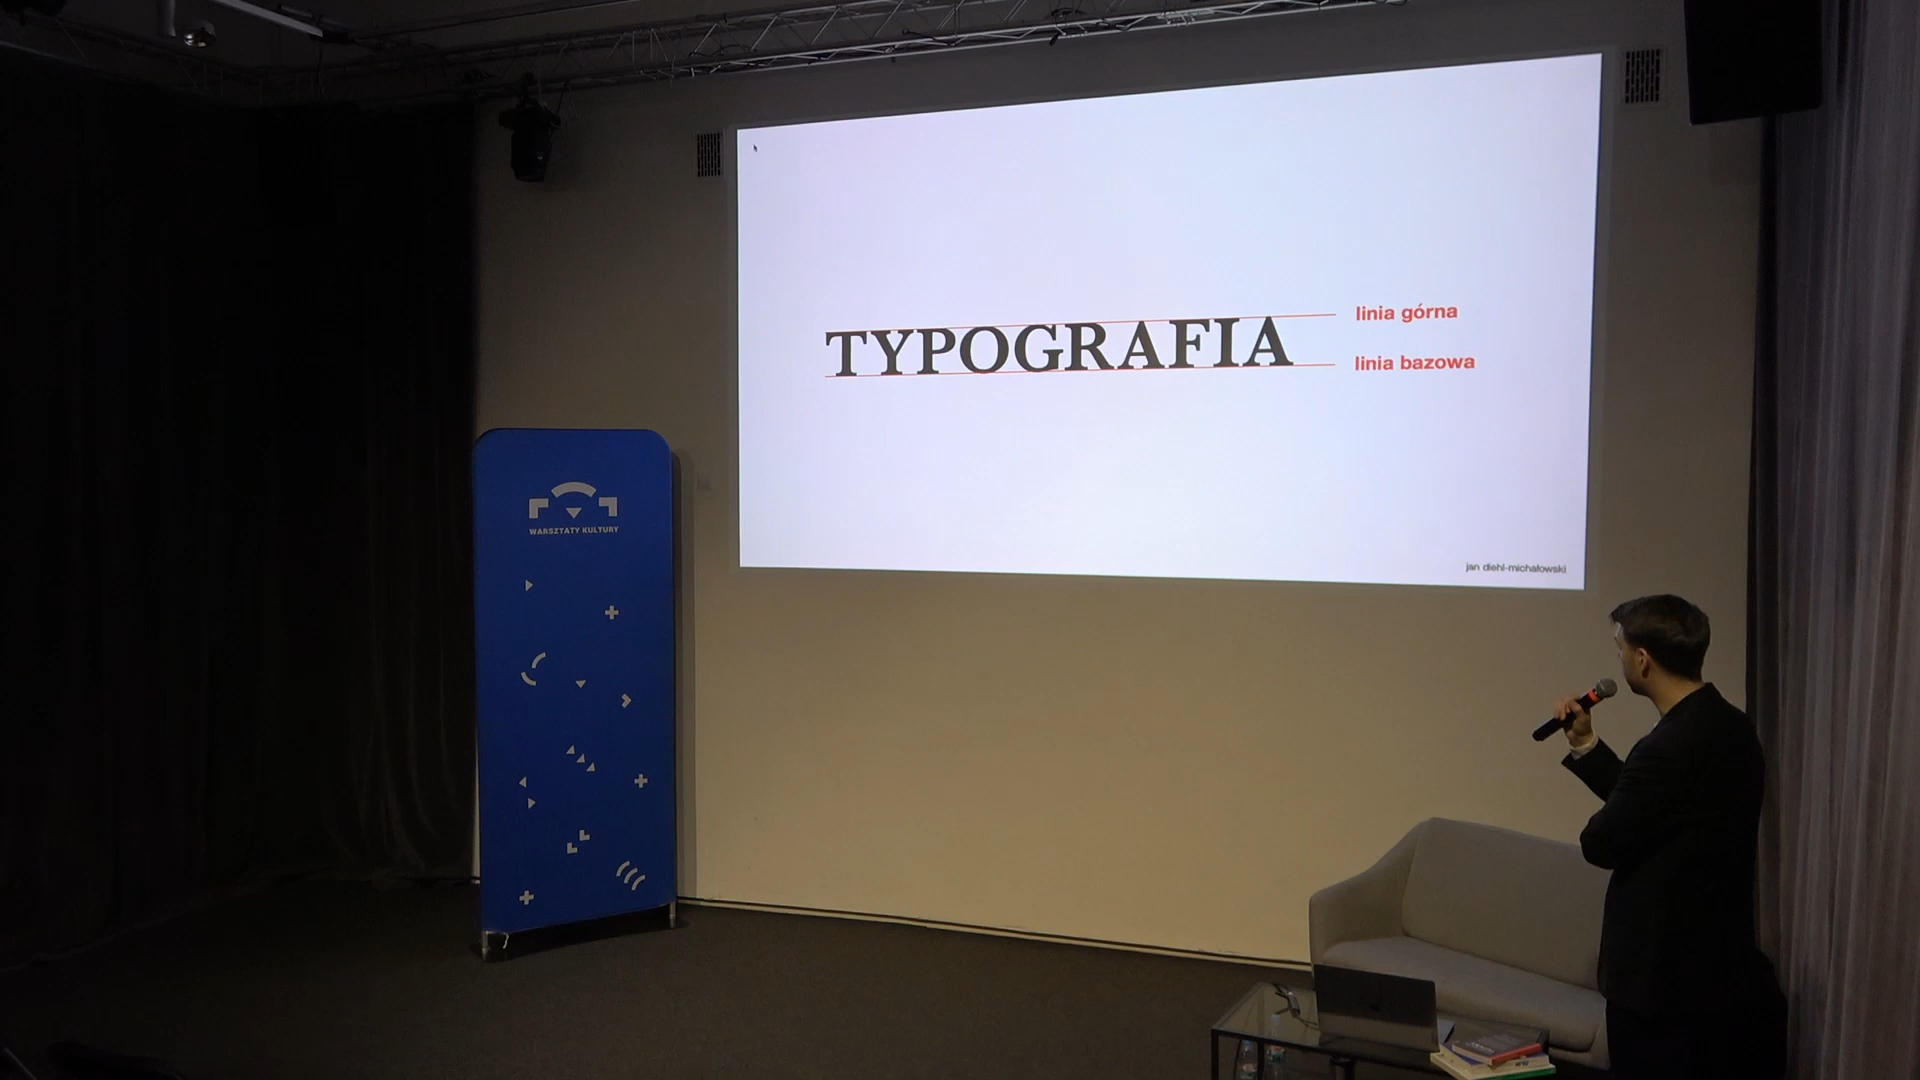 TYPOGRAFIA
linia górna
linia bazowa
jan diehl-michałowski
WARSZTATY KULTURY